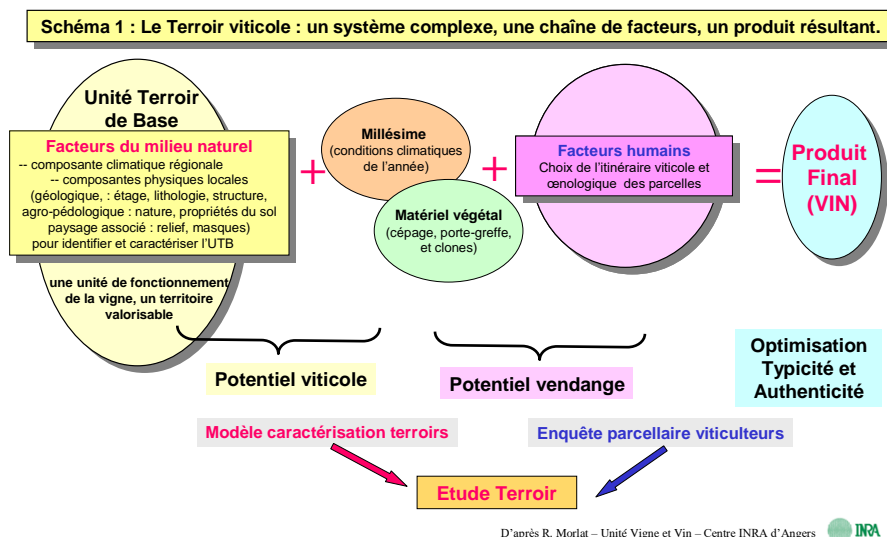 Schéma 1 : Le Terroir viticole : un système complexe, une chaîne de facteurs, un produit résultant.
Unité Terroir
de Base
Facteurs du milieu naturel
-- composante climatique régionale
-- composantes physiques locales
(géologique, : étage, lithologie, structure,
agro-pédologique : nature, propriétés du sol
paysage associé : relief, masques)
pour identifier et caractériser l'UTB
une unité de fonctionnement
de la vigne, un territoire
valorisable
+
Millésime
(conditions climatiques
de l'année)
Matériel végétal
(cépage, porte-greffe,
et clones)
+
Facteurs humains
Choix de l'itinéraire viticole et
œnologique des parcelles
=
Produit
Final
(VIN)
Potentiel viticole
Potentiel vendange
Optimisation
Typicité et
Authenticité
Modèle caractérisation terroirs
Enquête parcellaire viticulteurs
Etude Terroir
D'après R. Morlat – Unité Vigne et Vin – Centre INRA d'Angers
INRA